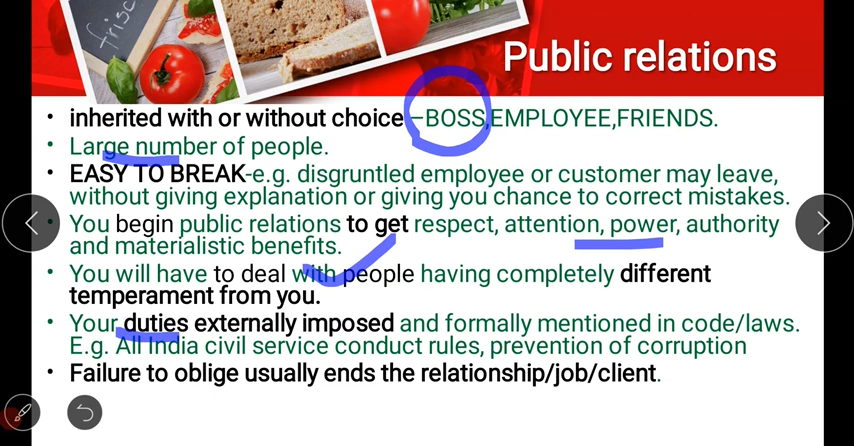 frisc
Public relations
• inherited with or without choice –BOSS,EMPLOYEE,FRIENDS.
• Large number of people.
• EASY TO BREAK-e.g. disgruntled employee or customer may leave,
without giving explanation or giving you chance to correct mistakes.
• You begin public relations to get respect, attention, power, authority
and materialistic benefits.
• You will have to deal with people having completely different
temperament from you.
• Your duties externally imposed and formally mentioned in code/laws.
E.g. All India civil service conduct rules, prevention of corruption
• Failure to oblige usually ends the relationship/job/client.